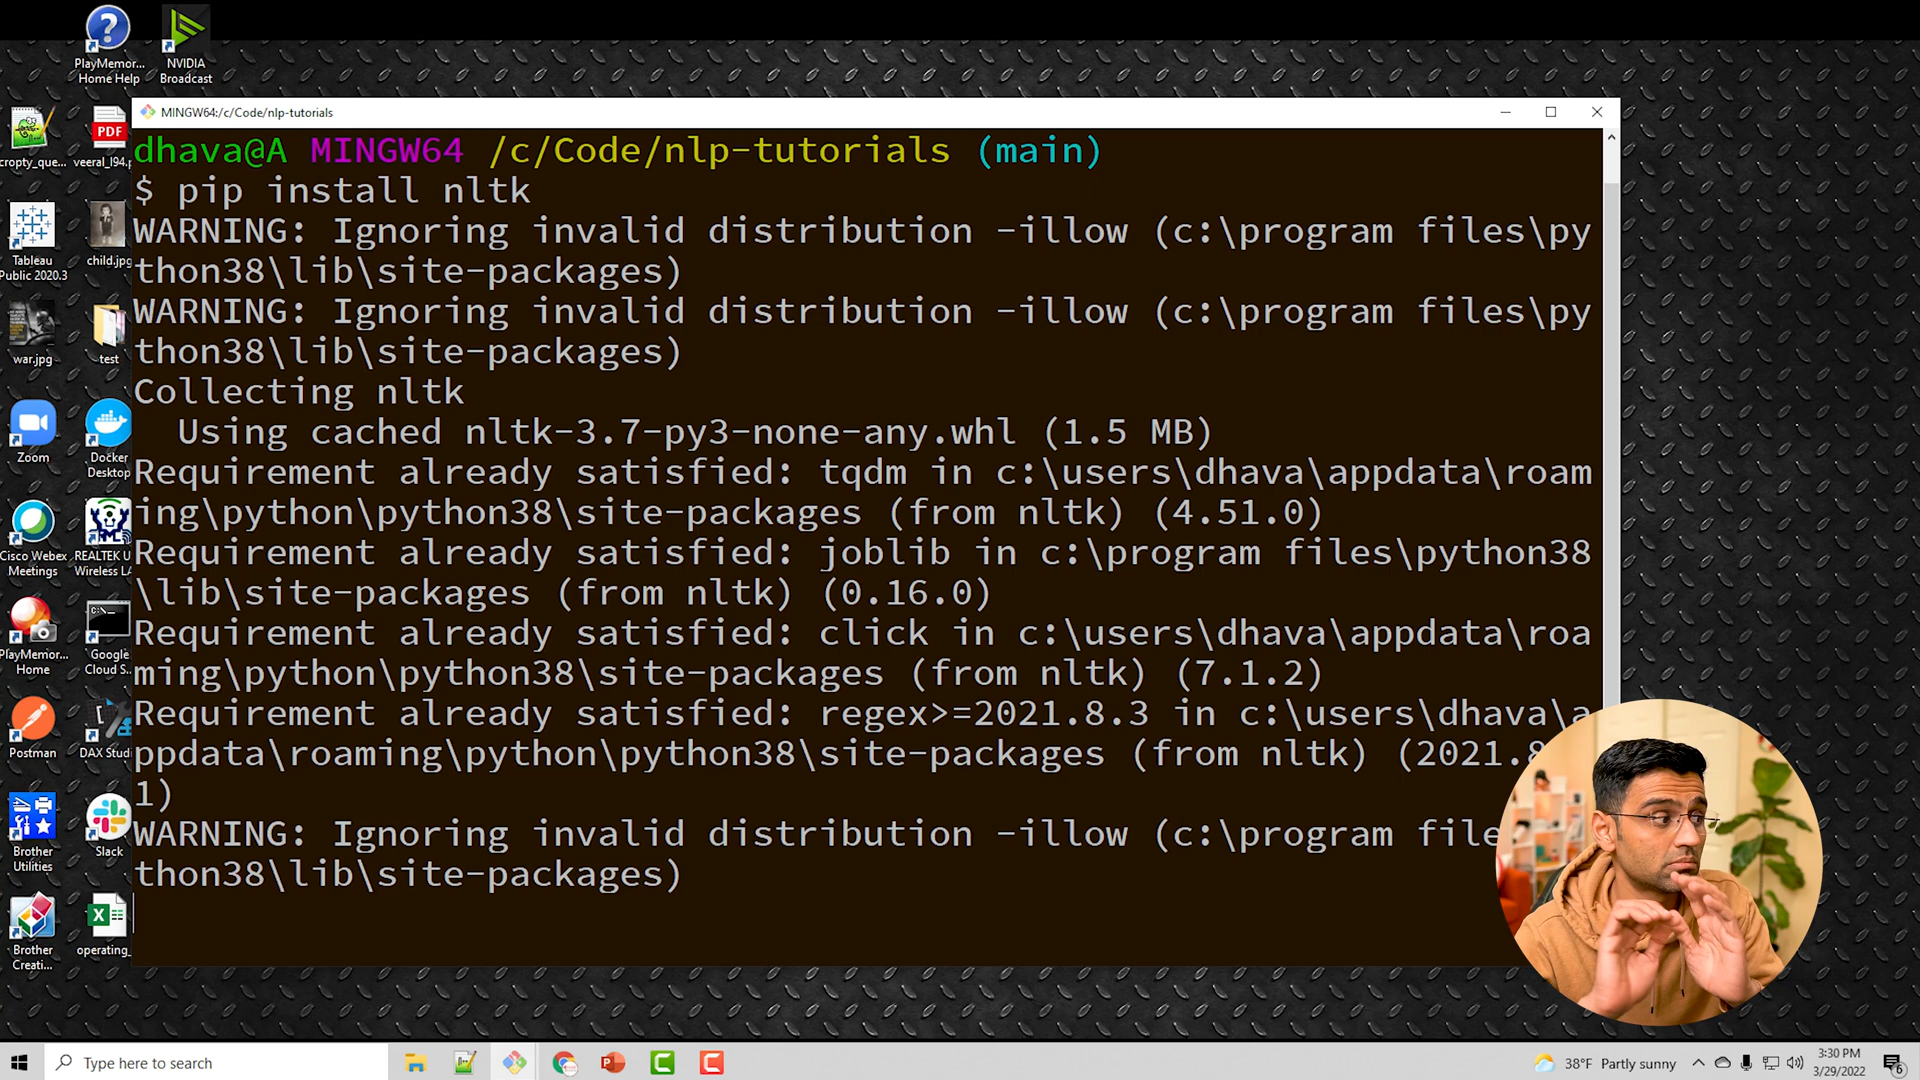 PlayMemor...
Home Help
NVIDIA
Broadcast
MINGW64:/c/Code/nlp-tutorials
dhava@A MINGW64 /c/Code/nlp-tutorials (main)
$ pip install nltk
WARNING: Ignoring invalid distribution -illow (c:\program files\py
thon38\lib\site-packages)
WARNING: Ignoring invalid distribution -illow (c:\program files\py
thon38\lib\site-packages)
Collecting nltk
  Using cached nltk-3.7-py3-none-any.whl (1.5 MB)
Requirement already satisfied: tqdm in c:\users\dhava\appdata\roam
ing\python\python38\site-packages (from nltk) (4.51.0)
Requirement already satisfied: joblib in c:\program files\python38
\lib\site-packages (from nltk) (0.16.0)
Requirement already satisfied: click in c:\users\dhava\appdata\roa
ming\python\python38\site-packages (from nltk) (7.1.2)
Requirement already satisfied: regex>=2021.8.3 in c:\users\dhava\a
ppdata\roaming\python\python38\site-packages (from nltk) (2021.8
1)
WARNING: Ignoring invalid distribution -illow (c:\program file
thon38\lib\site-packages)
cropty_que...
PDF
veeral_I94.p
Tableau
Public 2020.3
child.jpg
war.jpg
test
Zoom
Docker
Desktop
Cisco Webex
Meetings
REALTEK U
Wireless LA
PlayMemor...
Home
Google
Cloud S...
Postman
DAX Studi
Brother
Utilities
Slack
Brother
Creati...
operating_
Type here to search
38°F Partly sunny
3:30 PM
3/29/2022
6